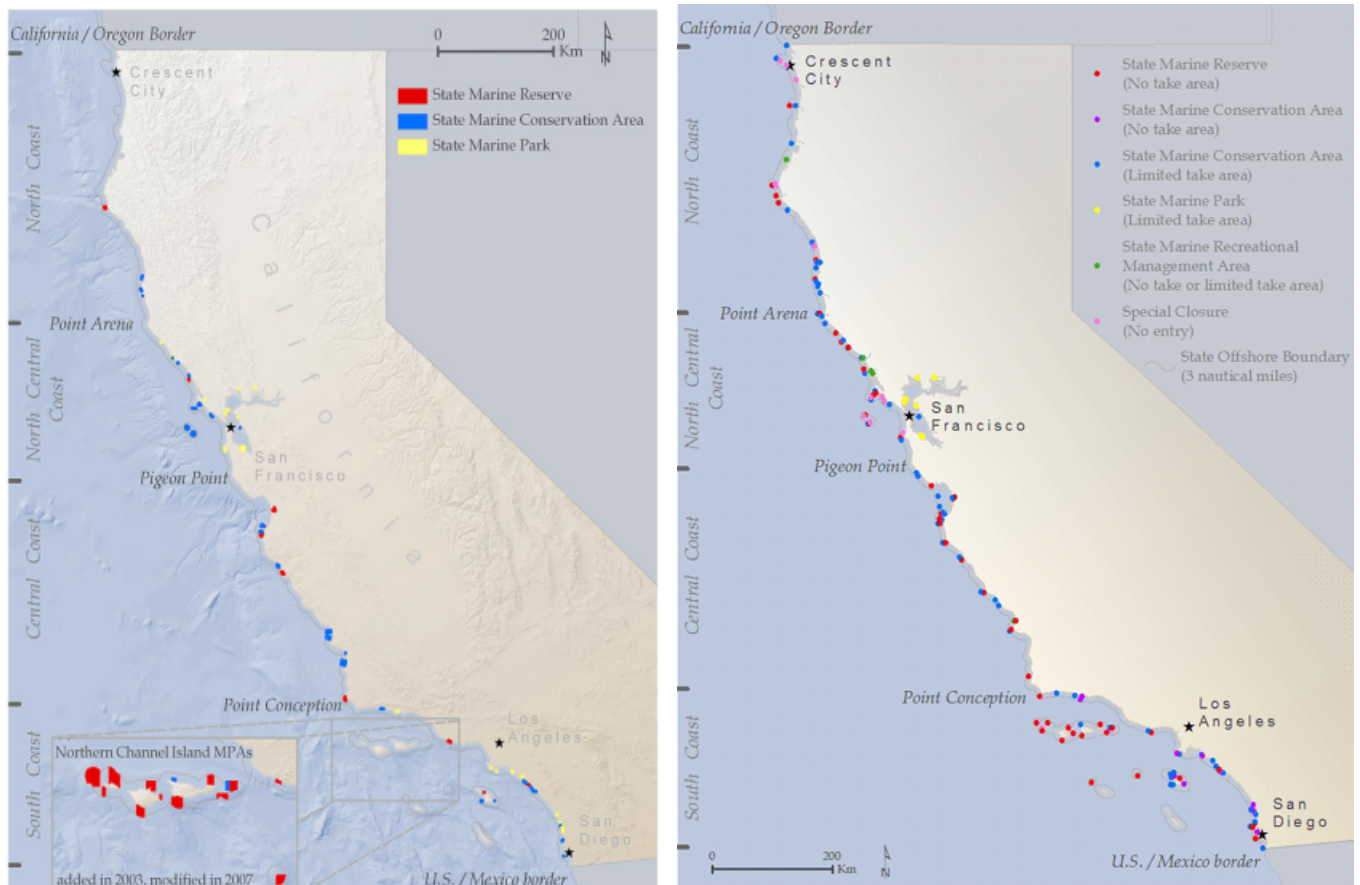 California / Oregon Border
0 200
Km
N
Crescent
City
State Marine Reserve
State Marine Conservation Area
State Marine Park
North Coast
California
Point Arena
North Central
Coast
San
Francisco
Pigeon Point
Central Coast
Point Conception
Los
Angeles
Northern Channel Island MPAs
South Coast
San
Diego
added in 2003, modified in 2007
U.S. / Mexico border
California / Oregon Border
Crescent
City
State Marine Reserve
(No take area)
State Marine Conservation Area
(No take area)
State Marine Conservation Area
(Limited take area)
State Marine Park
(Limited take area)
State Marine Recreational
Management Area
(No take or limited take area)
Special Closure
(No entry)
State Offshore Boundary
(3 nautical miles)
North Coast
Point Arena
North Central
Coast
San
Francisco
Pigeon Point
Central Coast
Point Conception
Los
Angeles
South Coast
San
Diego
U.S. / Mexico border
0 200
Km
N